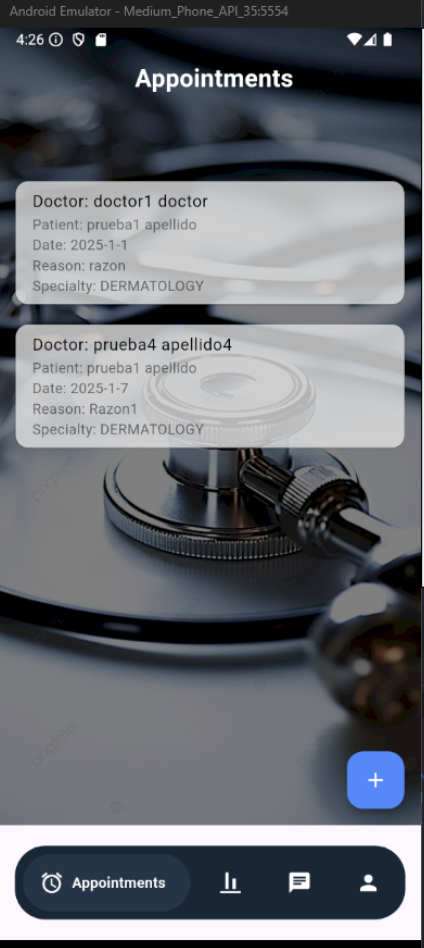 Android Emulator - Medium_Phone_API_35:5554
4:26
Appointments
Doctor: doctor1 doctor
Patient: prueba1 apellido
Date: 2025-1-1
Reason: razon
Specialty: DERMATOLOGY
Doctor: prueba4 apellido4
Patient: prueba1 apellido
Date: 2025-1-7
Reason: Razon1
Specialty: DERMATOLOGY
pngtree
pngtree
+
Appointments